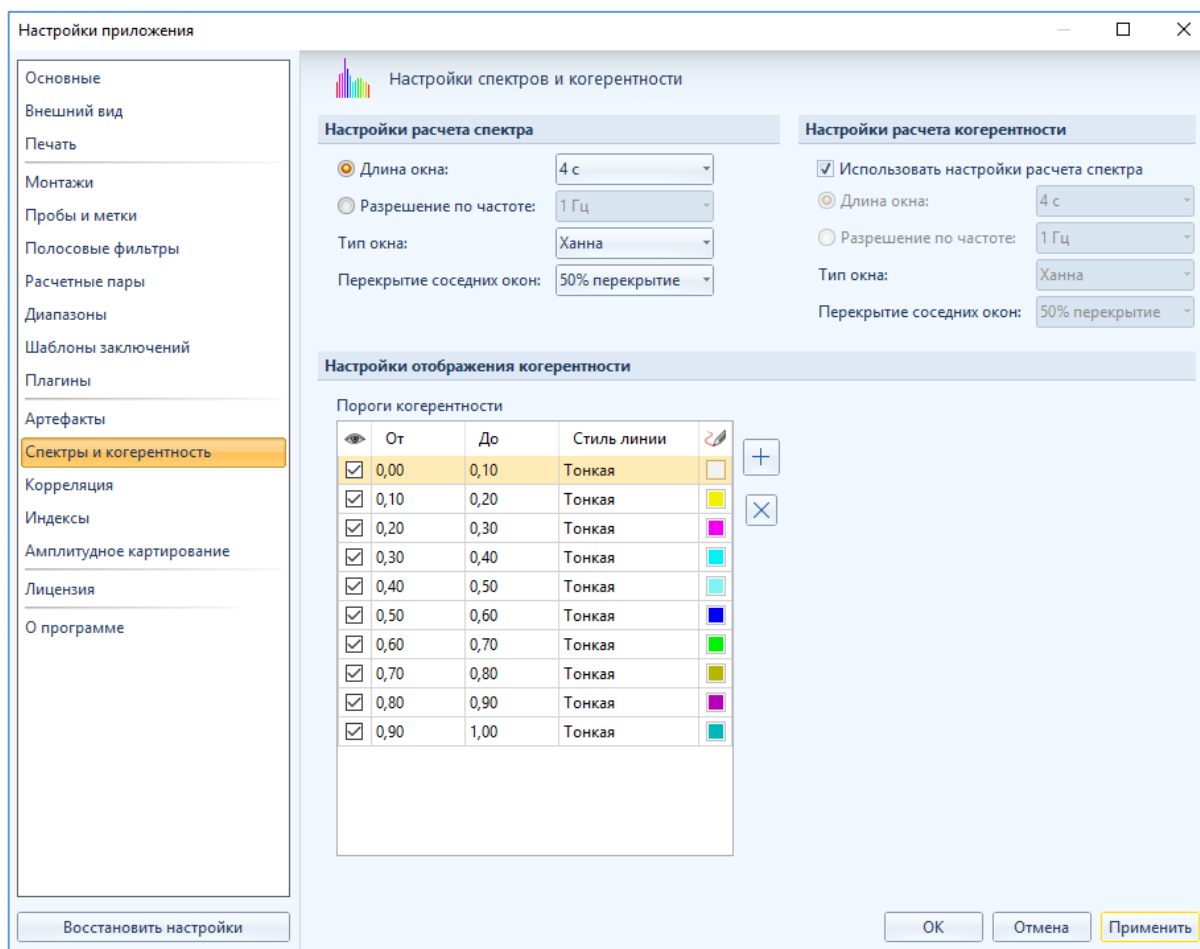 Настройки приложения
Основные
Внешний вид
Печать
Монтажи
Пробы и метки
Полосовые фильтры
Расчетные пары
Диапазоны
Шаблоны заключений
Плагины
Артефакты
Спектры и когерентность
Корреляция
Индексы
Амплитудное картирование
Лицензия
О программе
Восстановить настройки
Настройки спектров и когерентности
Настройки расчета спектра
Длина окна: 4 с
Разрешение по частоте: 1 Гц
Тип окна: Ханна
Перекрытие соседних окон: 50% перекрытие
Настройки расчета когерентности
Использовать настройки расчета спектра
Длина окна: 4 с
Разрешение по частоте: 1 Гц
Тип окна: Ханна
Перекрытие соседних окон: 50% перекрытие
Настройки отображения когерентности
Пороги когерентности
От До Стиль линии
0,00 0,10 Тонкая
0,10 0,20 Тонкая
0,20 0,30 Тонкая
0,30 0,40 Тонкая
0,40 0,50 Тонкая
0,50 0,60 Тонкая
0,60 0,70 Тонкая
0,70 0,80 Тонкая
0,80 0,90 Тонкая
0,90 1,00 Тонкая
ОК Отмена Применить